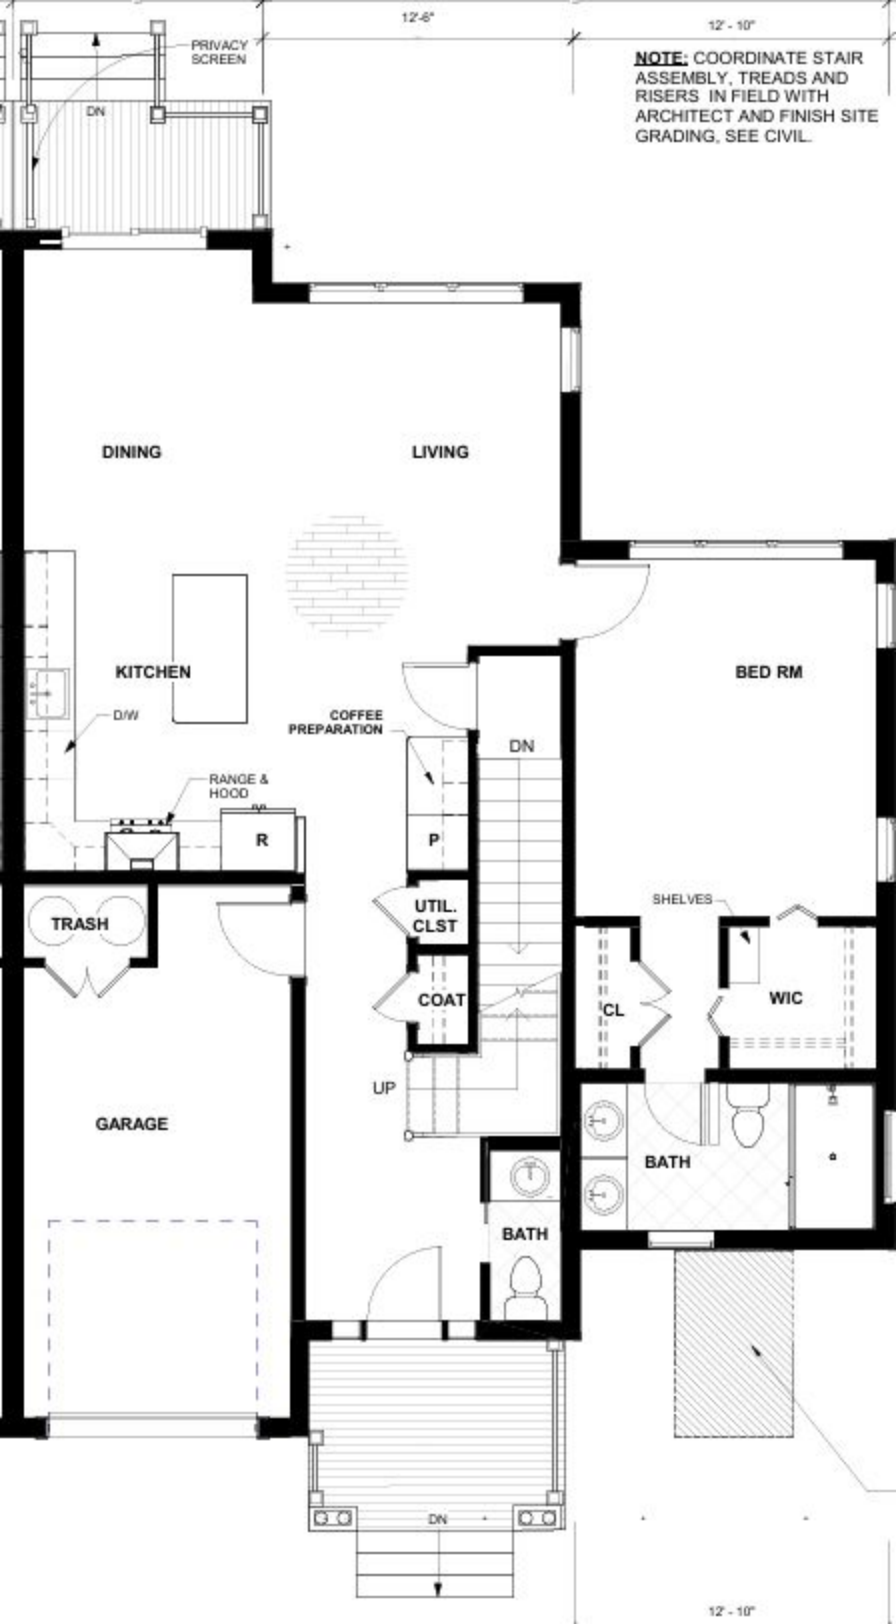 12'-6"
12' - 10"
PRIVACY
SCREEN
NOTE: COORDINATE STAIR
ASSEMBLY, TREADS AND
RISERS IN FIELD WITH
ARCHITECT AND FINISH SITE
GRADING, SEE CIVIL.
DN
DINING
LIVING
KITCHEN
BED RM
D/W
COFFEE
PREPARATION
DN
RANGE &
HOOD
R
P
SHELVES
TRASH
UTIL.
CLST
COAT
CL
WIC
UP
GARAGE
BATH
BATH
DN
12' - 10"